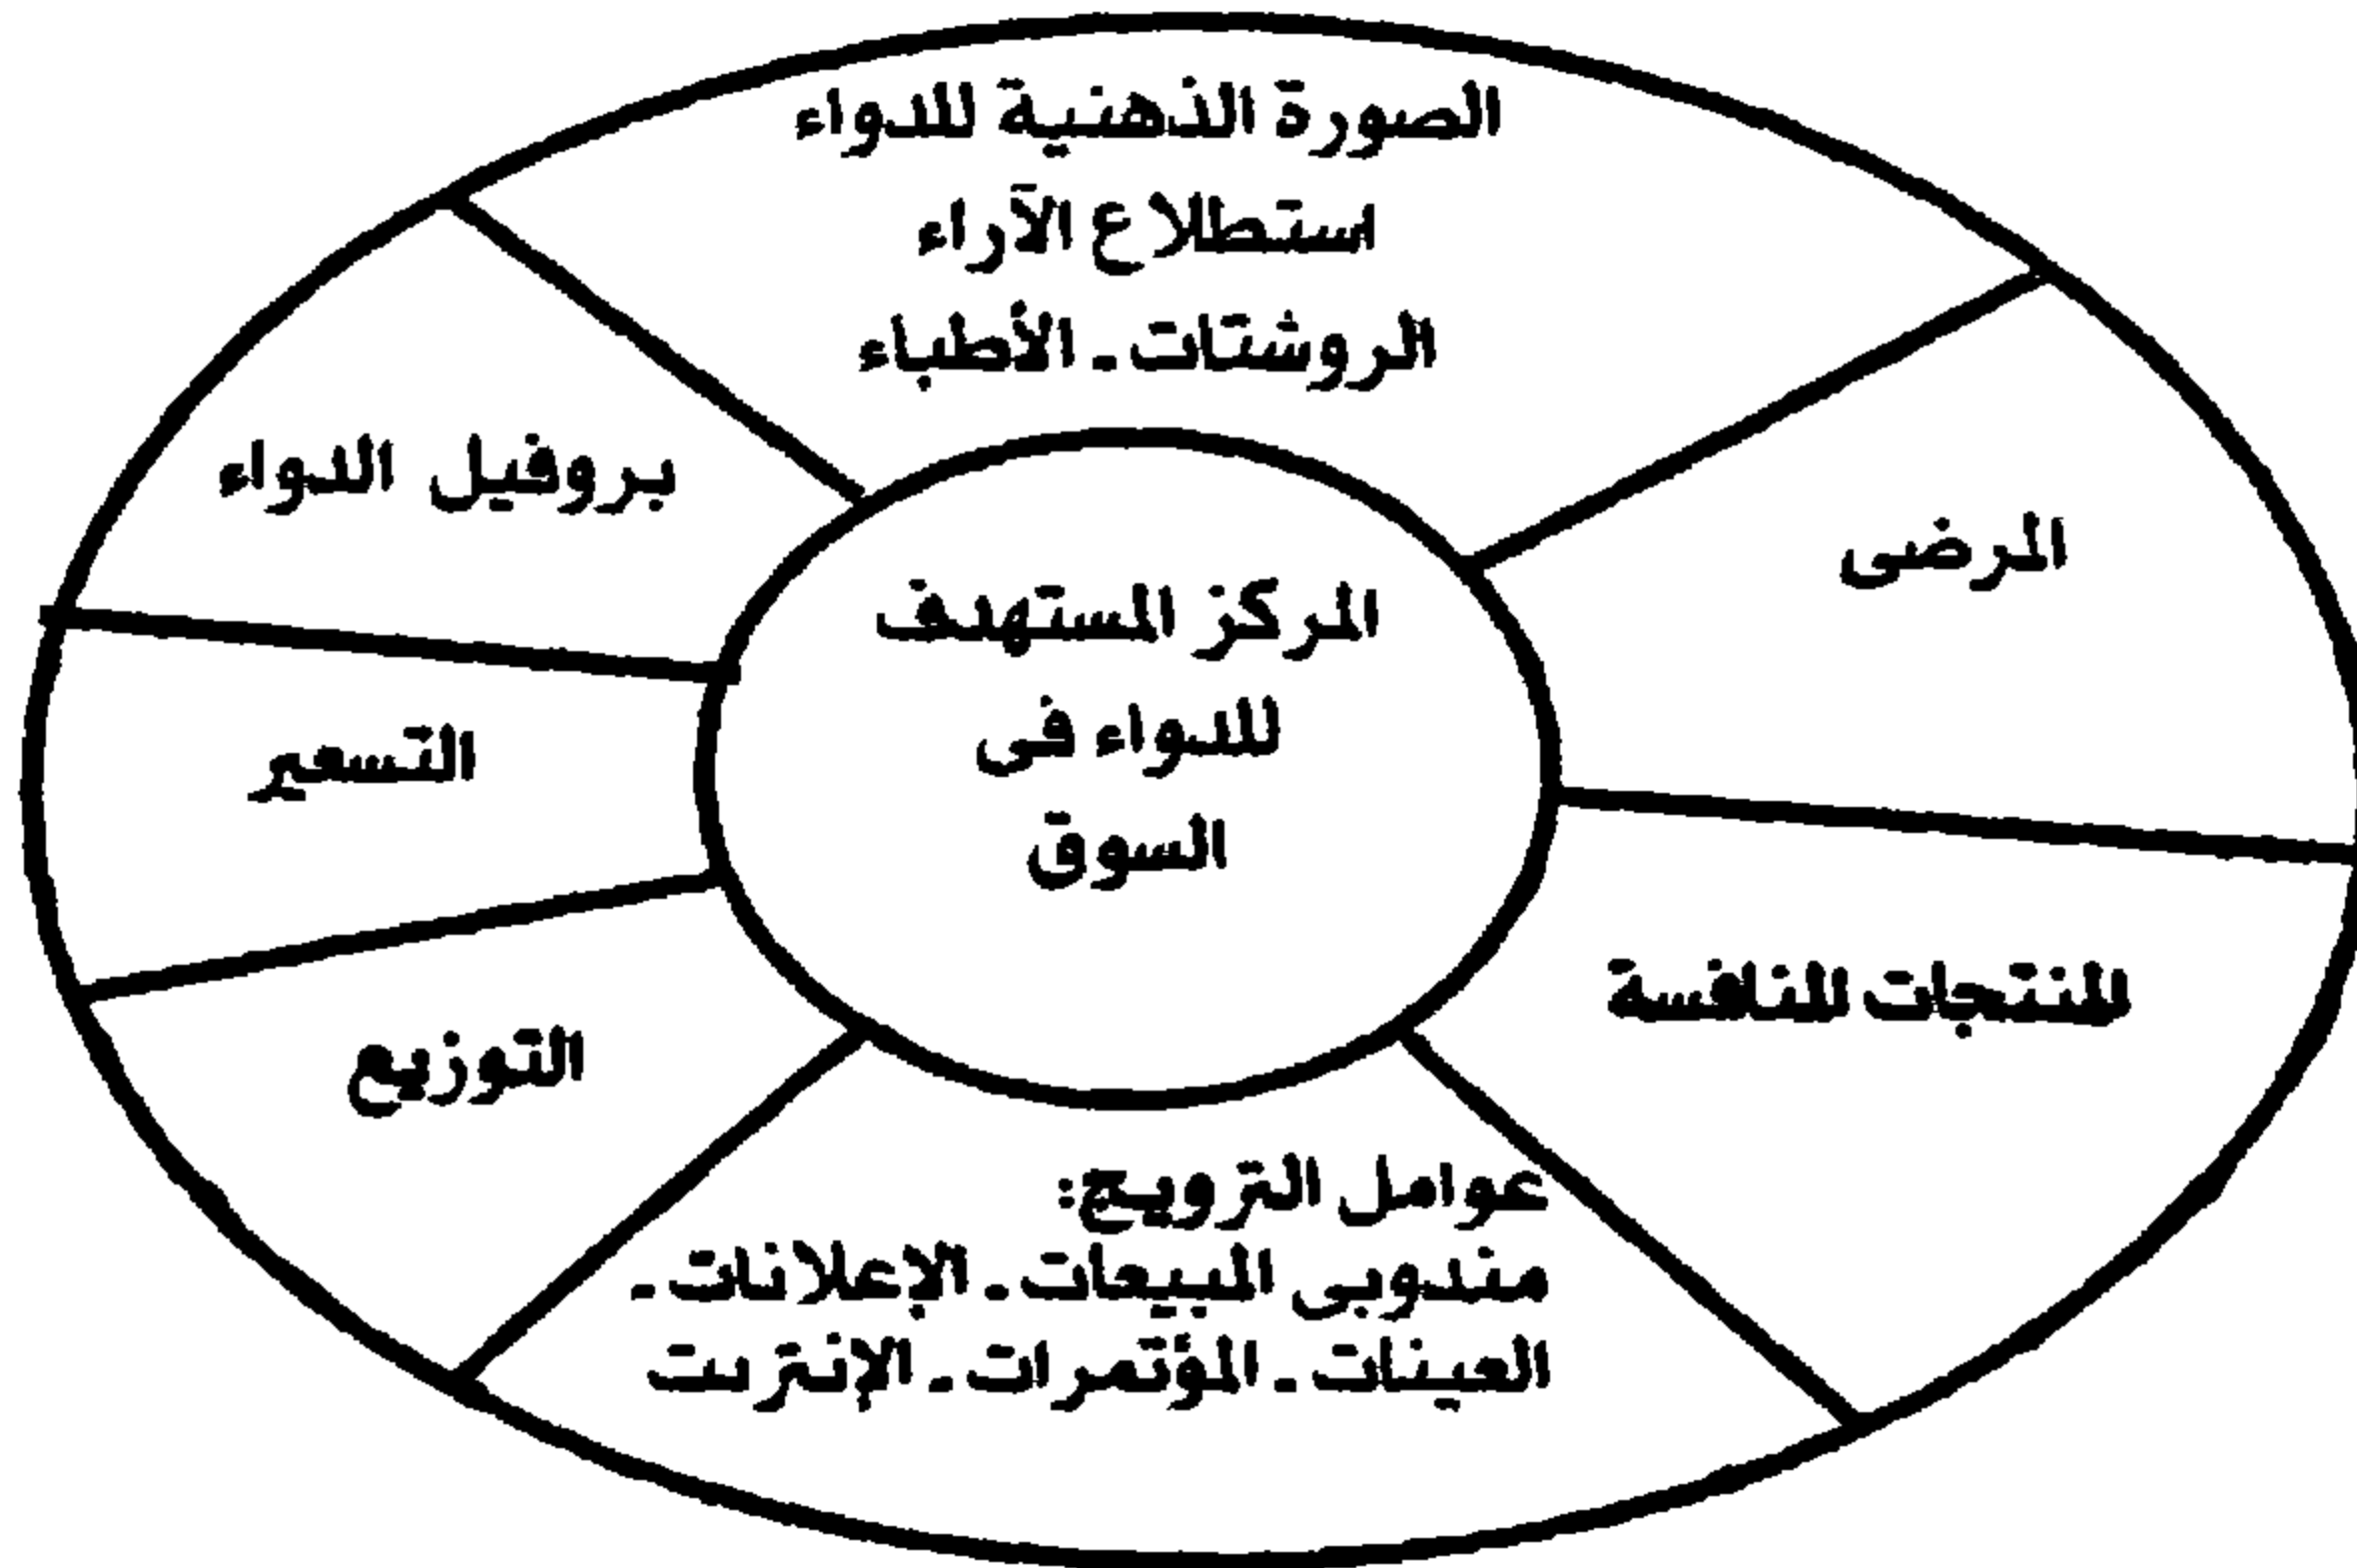 الصورة الذهنية للدواء
استطلاع الآراء
الروشتات - الأطباء
المرضى
بروفيل الدواء
المركز المستهدف
للدواء فى
السوق
التسعير
المنتجات المنافسة
التوزيع
عوامل الترويج:
مندوبى المبيعات - الإعلانات -
العينات - المؤتمرات - الإنترنت